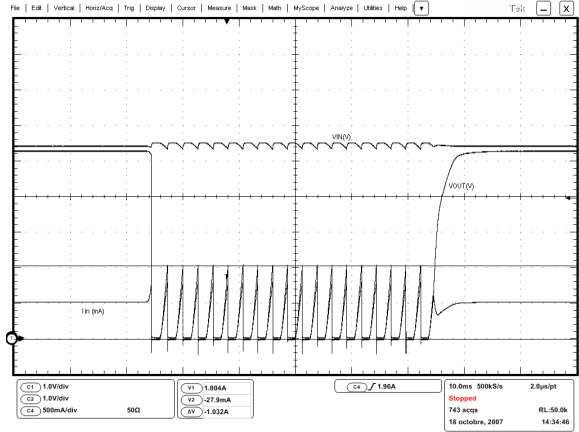 File | Edit | Vertical | Horiz/Acq | Trig | Display | Cursor | Measure | Mask | Math | MyScope | Analyze | Utilities | Help | Tek X
VIN(V)
VOUT(V)
I in (mA)
C1 1.0V/div
C2 1.0V/div
C4 500mA/div 50Ω
V1 1.004A
V2 -27.9mA
ΔV -1.032A
C4 1.96A
10.0ms 500kS/s 2.0µs/pt
Stopped
743 acqs RL:50.0k
18 octobre, 2007 14:34:46